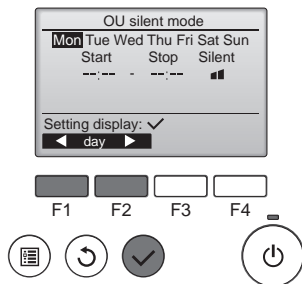 OU silent mode
Mon Tue Wed Thu Fri Sat Sun
Start Stop Silent
--:-- - --:--
Setting display: ✓
◀ day ▶
F1 F2 F3 F4